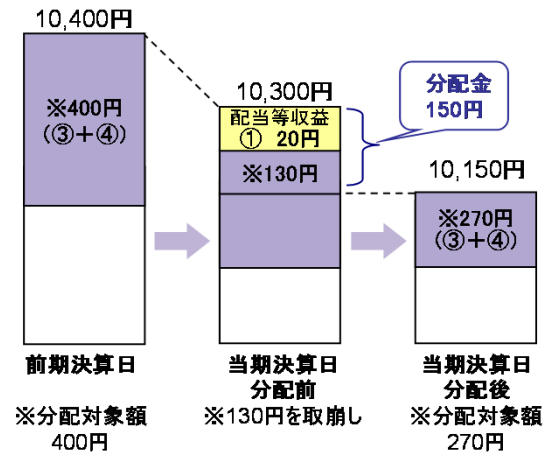 10,400円
※400円
(③＋④)
10,300円
配当等収益
① 20円
※130円
分配金
150円
10,150円
※270円
(③＋④)
前期決算日
※分配対象額
400円
当期決算日
分配前
※130円を取崩し
当期決算日
分配後
※分配対象額
270円